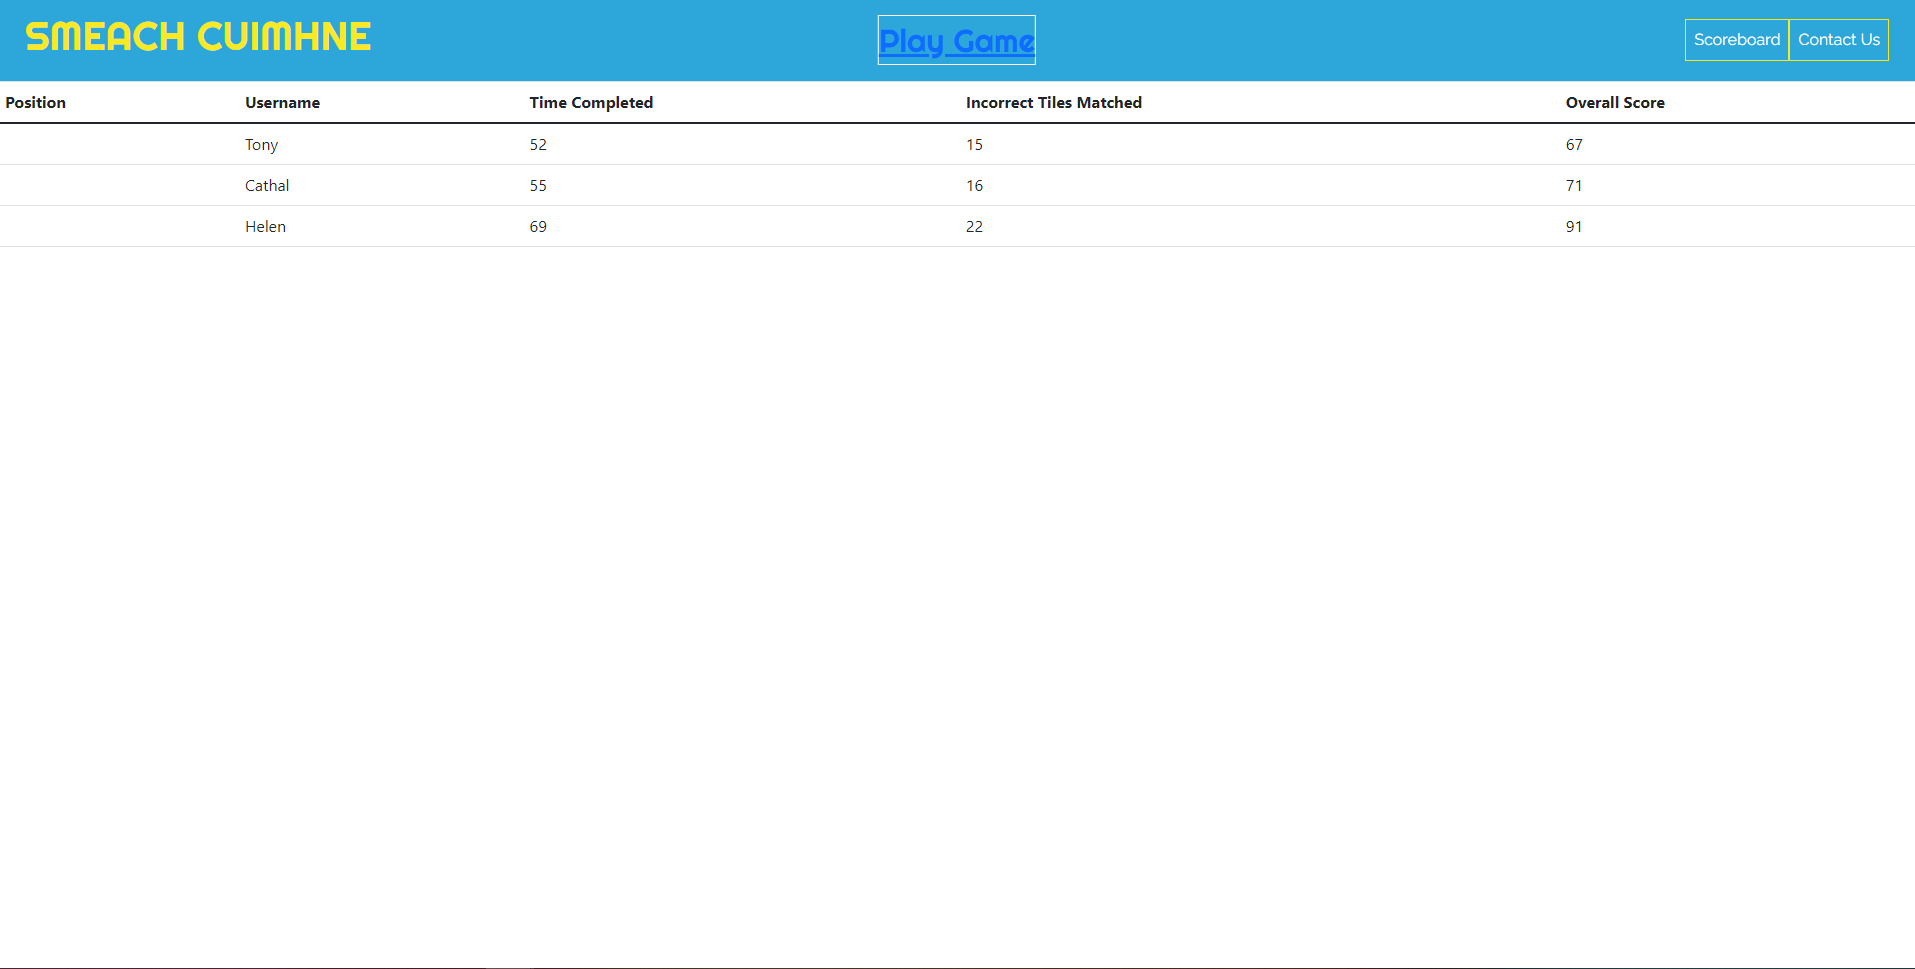 SMEACH CUIMHNE
Play Game
Scoreboard Contact Us
Position Username Time Completed Incorrect Tiles Matched Overall Score
Tony 52 15 67
Cathal 55 16 71
Helen 69 22 91